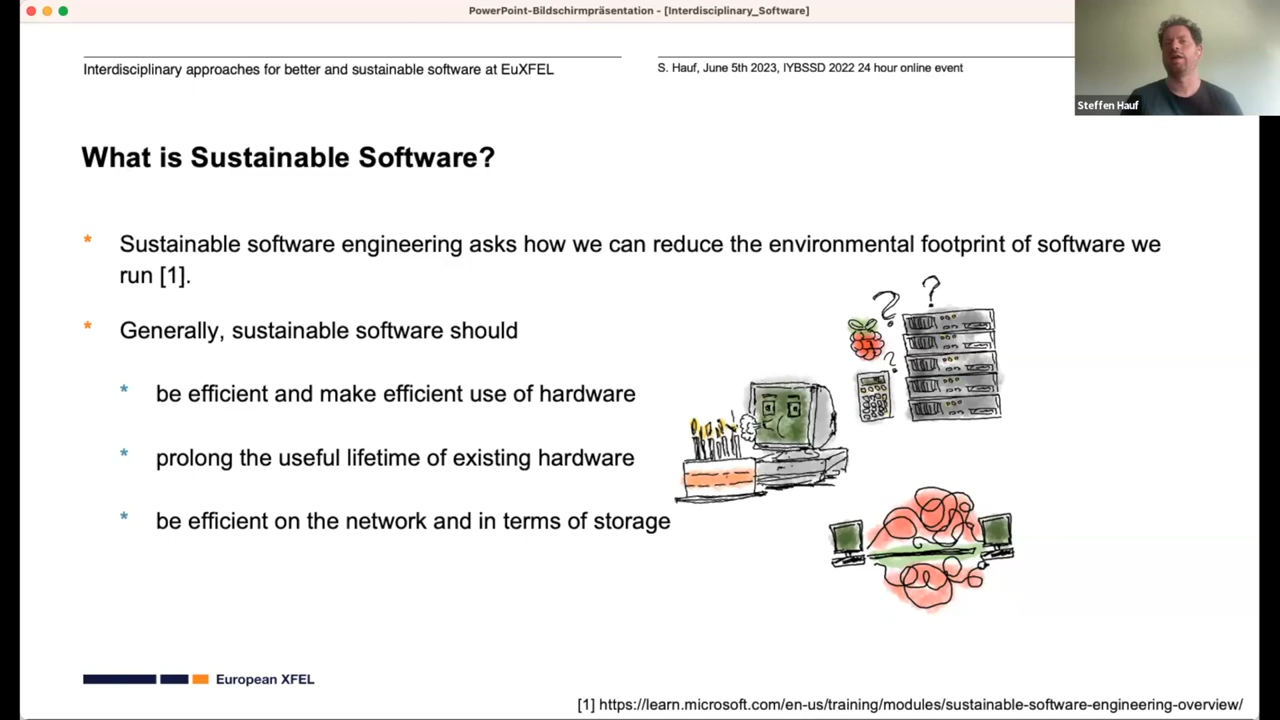 PowerPoint-Bildschirmpräsentation - [Interdisciplinary_Software]
Interdisciplinary approaches for better and sustainable software at EuXFEL
S. Hauf, June 5th 2023, IYBSSD 2022 24 hour online event
Steffen Hauf
What is Sustainable Software?
* Sustainable software engineering asks how we can reduce the environmental footprint of software we
run [1].
* Generally, sustainable software should
* be efficient and make efficient use of hardware
* prolong the useful lifetime of existing hardware
* be efficient on the network and in terms of storage
? ?
?
European XFEL
[1] https://learn.microsoft.com/en-us/training/modules/sustainable-software-engineering-overview/